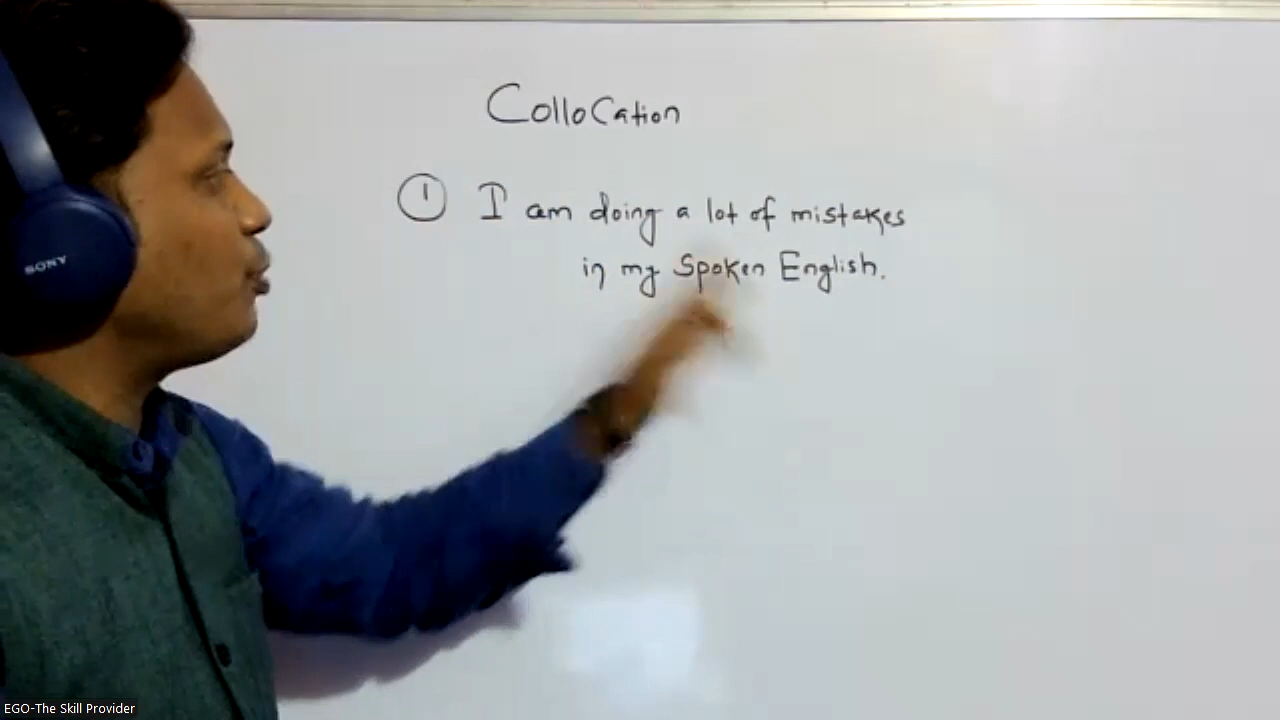 Collocation
① I am doing a lot of mistakes
in my Spoken English.
SONY
EGO-The Skill Provider